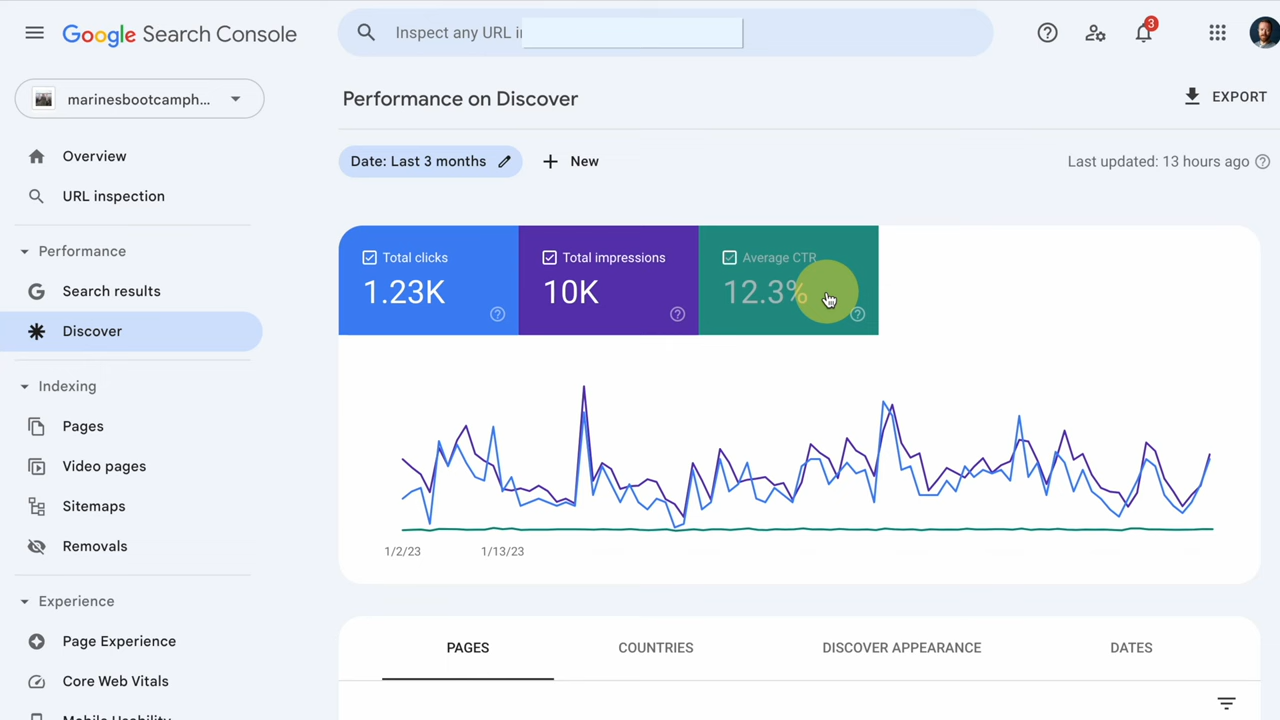 Google Search Console
Inspect any URL i
3
marinesbootcamph...
Performance on Discover
EXPORT
Overview
Date: Last 3 months
New
Last updated: 13 hours ago
URL inspection
Performance
Total clicks
1.23K
Total impressions
10K
Average CTR
12.3%
Search results
Discover
Indexing
Pages
Video pages
Sitemaps
Removals
1/2/23
1/13/23
Experience
Page Experience
Core Web Vitals
Mobile Usability
PAGES
COUNTRIES
DISCOVER APPEARANCE
DATES